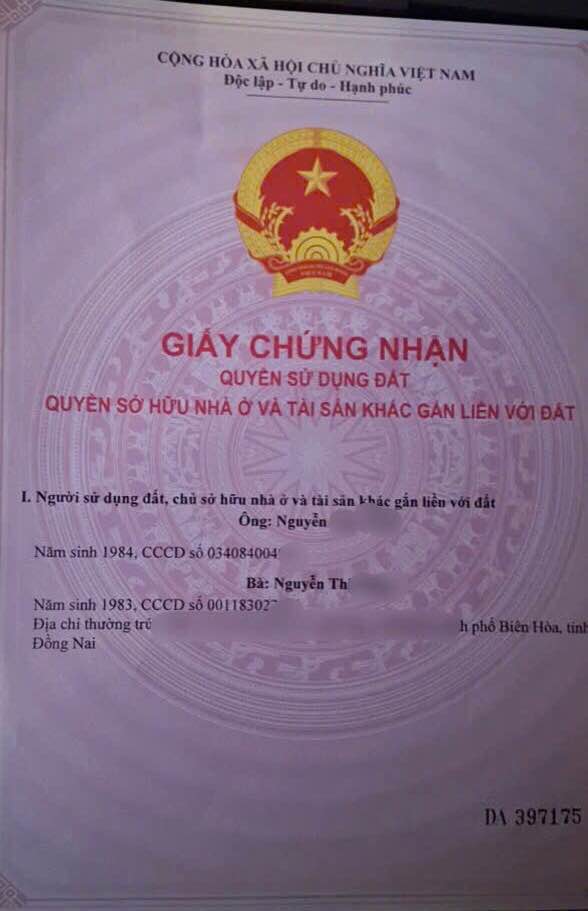 CỘNG HÒA XÃ HỘI CHỦ NGHĨA VIỆT NAM
Độc lập - Tự do - Hạnh phúc
GIẤY CHỨNG NHẬN
QUYỀN SỬ DỤNG ĐẤT
QUYỀN SỞ HỮU NHÀ Ở VÀ TÀI SẢN KHÁC GẮN LIỀN VỚI ĐẤT
I. Người sử dụng đất, chủ sở hữu nhà ở và tài sản khác gắn liền với đất
Ông: Nguyễn
Năm sinh 1984, CCCD số 034084004
Bà: Nguyễn Th
Năm sinh 1983, CCCD số 00118302
Địa chỉ thường trú h phố Biên Hòa, tỉnh
Đồng Nai
DA 397175